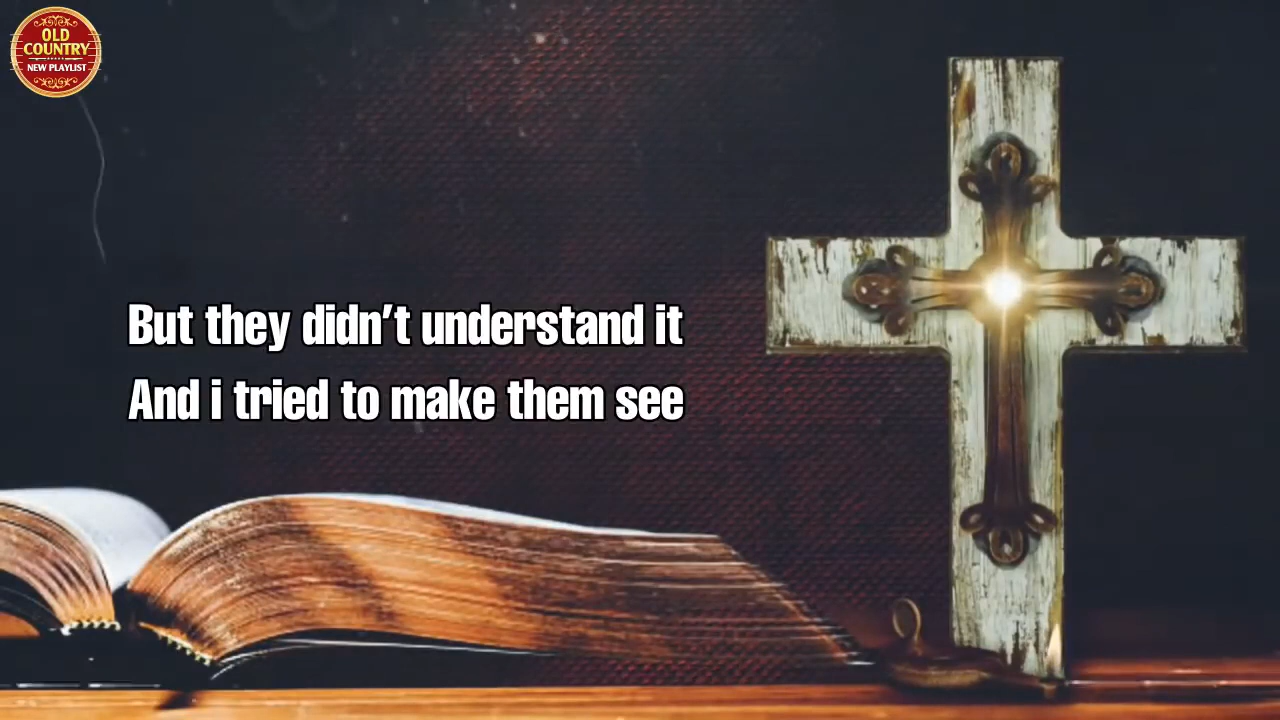 OLD
COUNTRY
NEW PLAYLIST
But they didn't understand it
And i tried to make them see